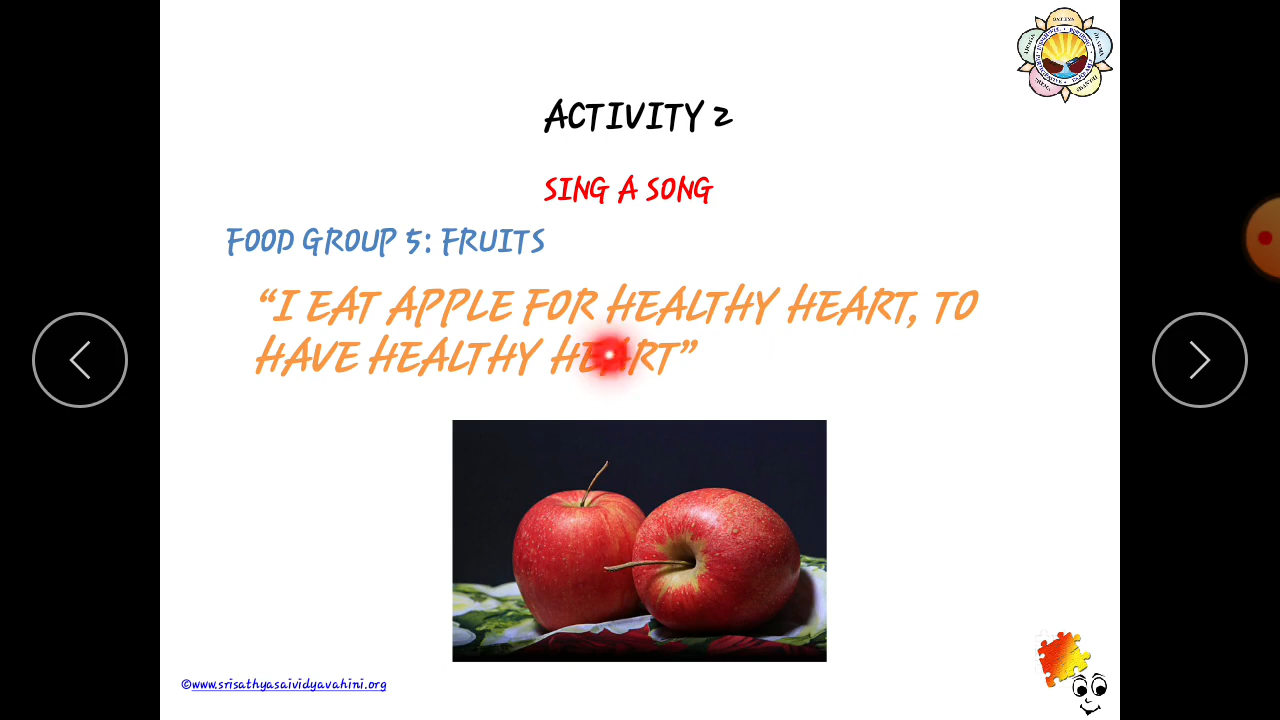 ACTIVITY 2
SING A SONG
FOOD GROUP 5: FRUITS
“I EAT APPLE FOR HEALTHY HEART, TO
HAVE HEALTHY HEART”
©www.srisathyasaividyavahini.org